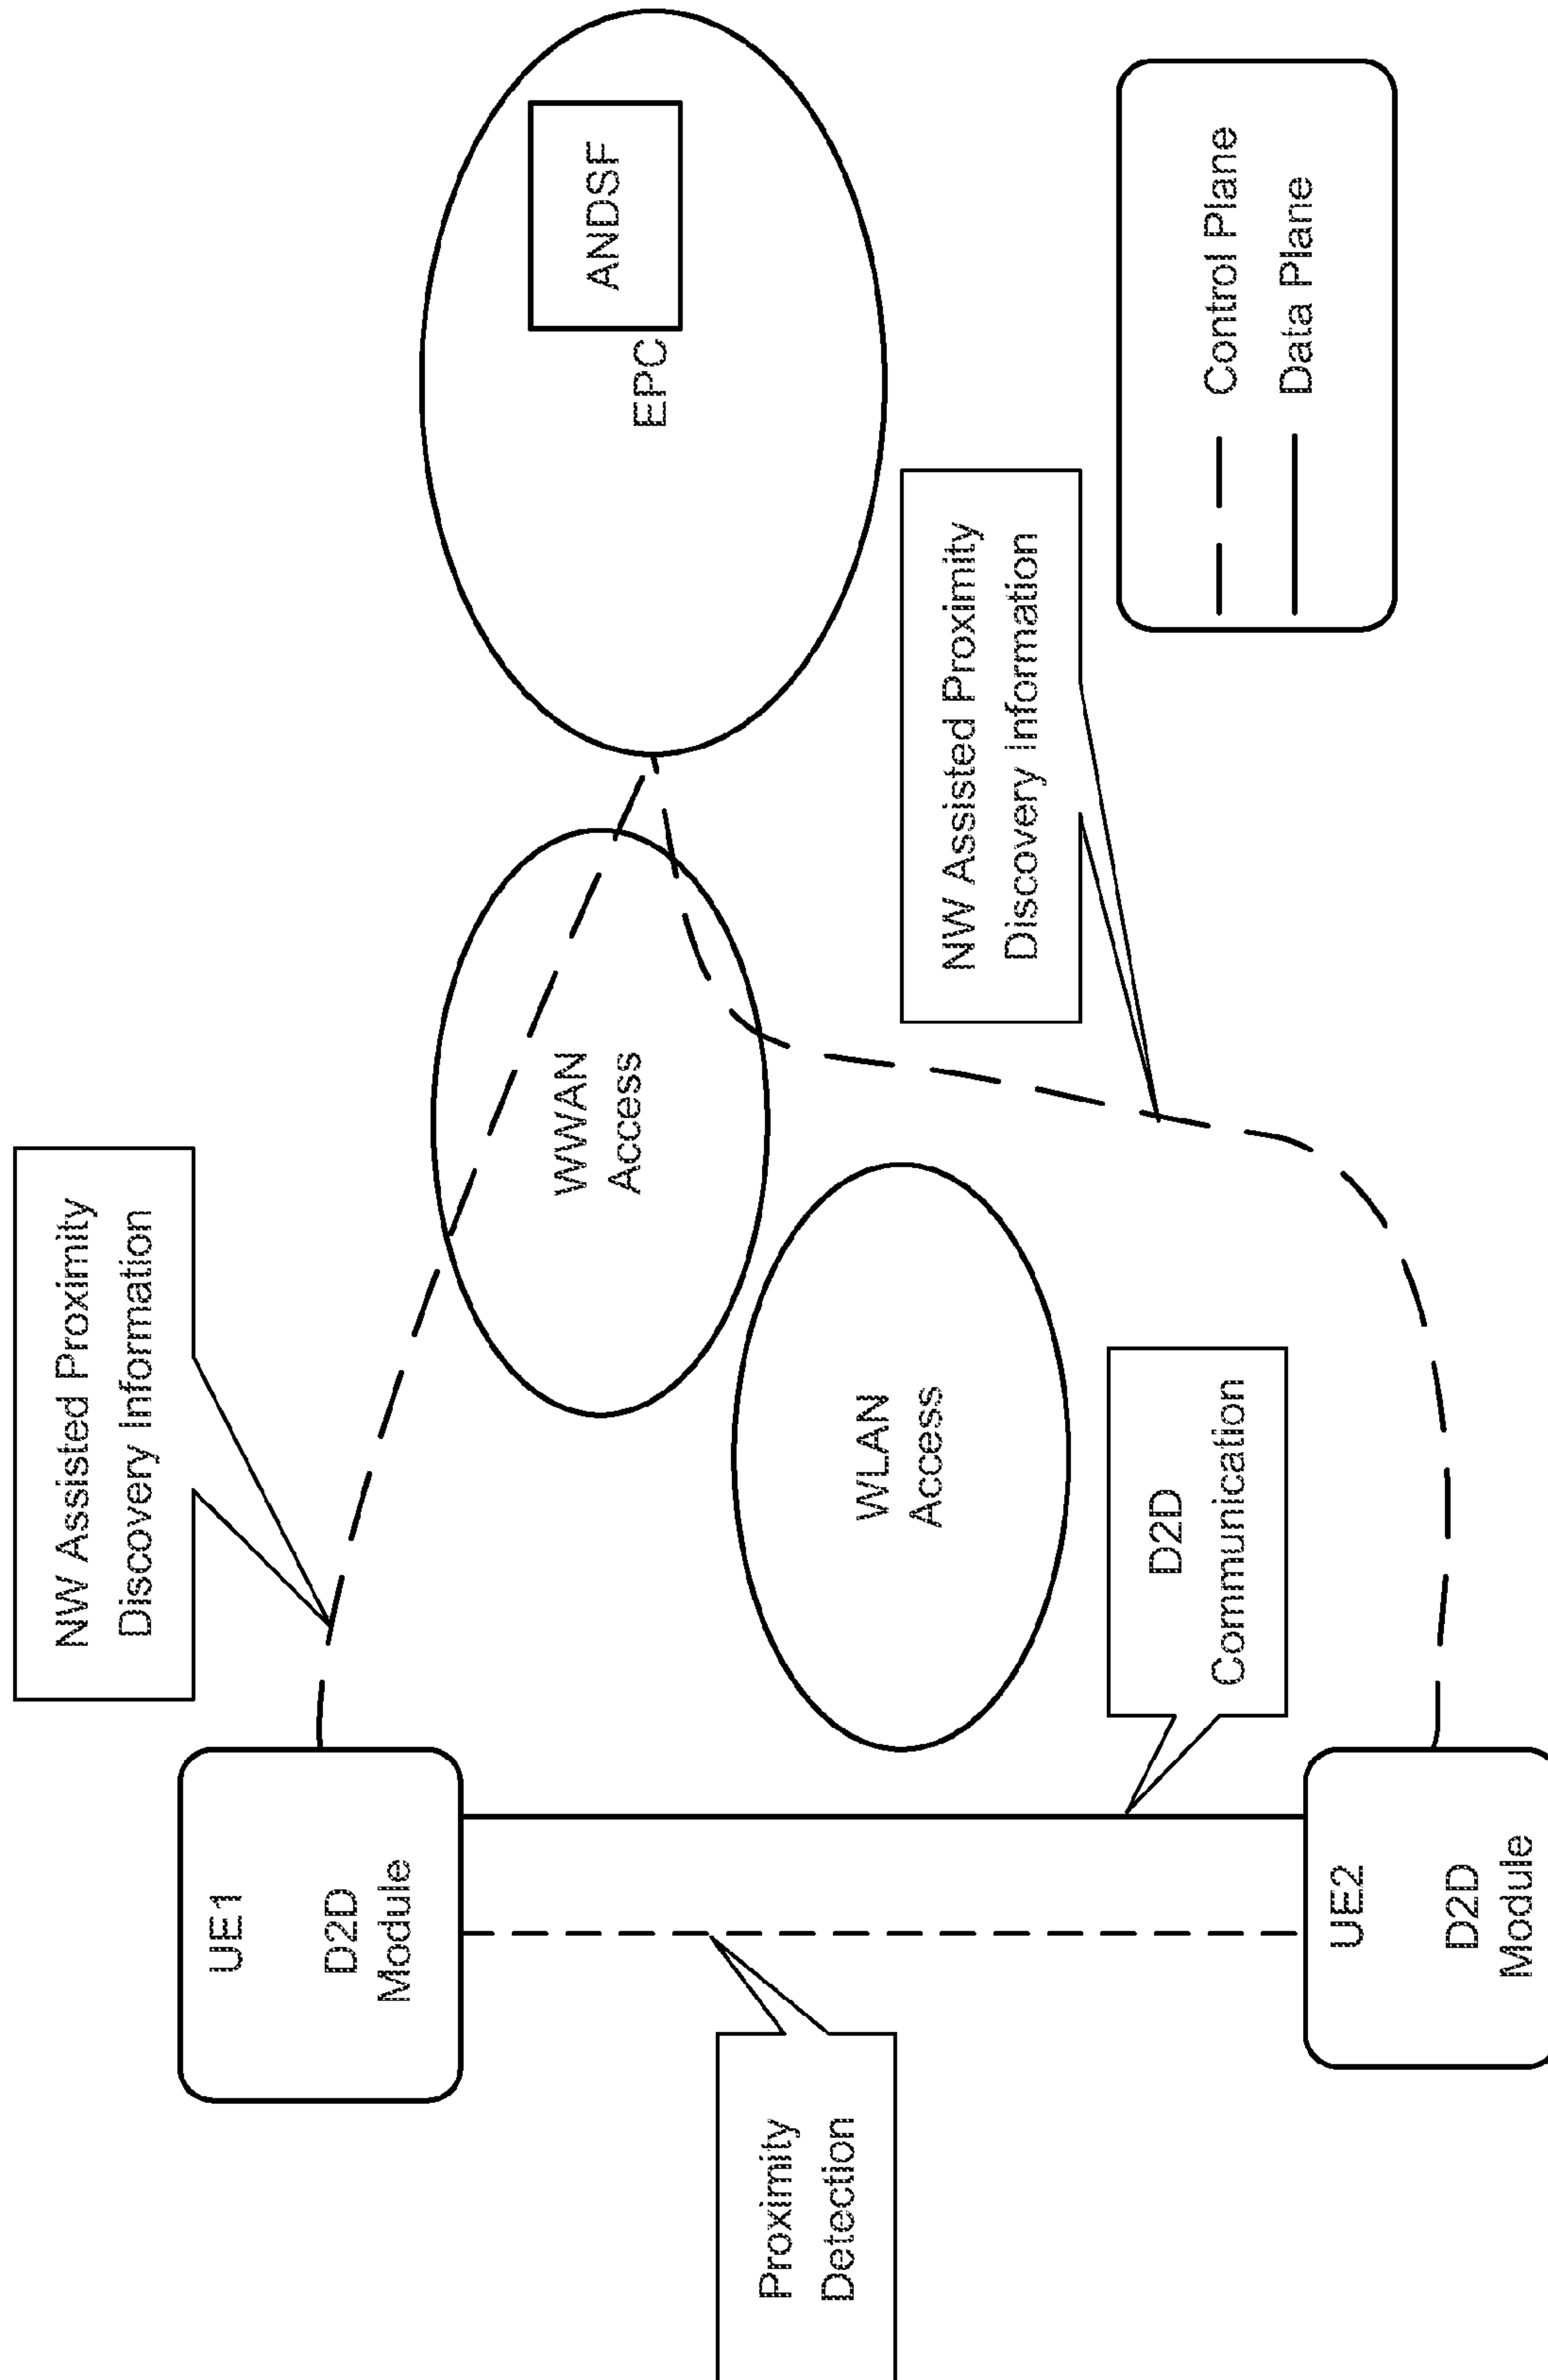 NW Assisted Proximity
Discovery Information
UE1
D2D
Module
WWAN
Access
ANDSF
EPC
WLAN
Access
Proximity
Detection
NW Assisted Proximity
Discovery Information
D2D
Communication
Control Plane
Data Plane
UE2
D2D
Module